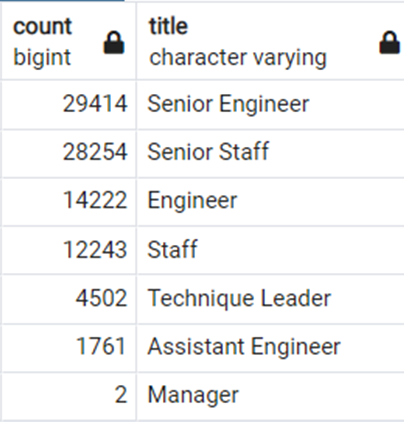 count title
bigint character varying
29414 Senior Engineer
28254 Senior Staff
14222 Engineer
12243 Staff
4502 Technique Leader
1761 Assistant Engineer
2 Manager